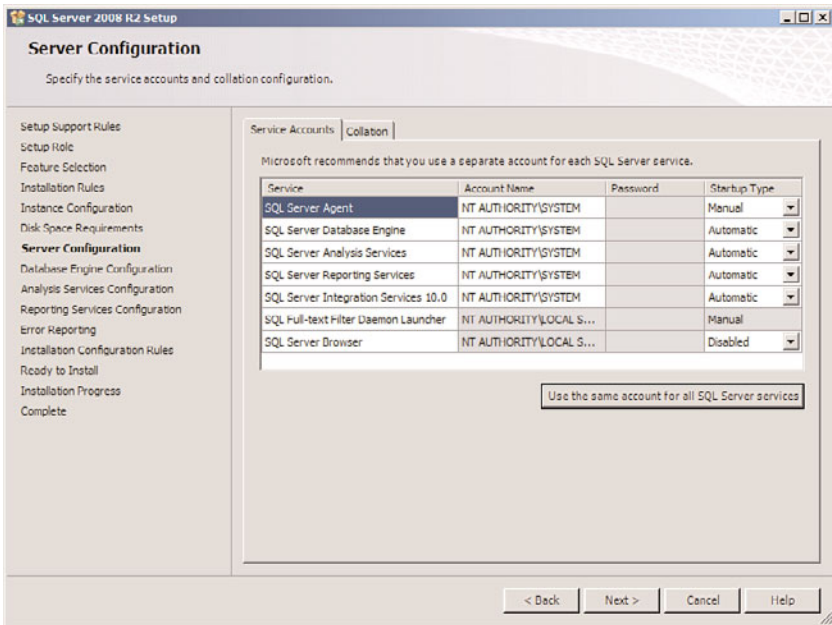 SQL Server 2008 R2 Setup
Server Configuration
Specify the service accounts and collation configuration.
Setup Support Rules
Setup Role
Feature Selection
Installation Rules
Instance Configuration
Disk Space Requirements
Server Configuration
Database Engine Configuration
Analysis Services Configuration
Reporting Services Configuration
Error Reporting
Installation Configuration Rules
Ready to Install
Installation Progress
Complete
Service Accounts Collation
Microsoft recommends that you use a separate account for each SQL Server service.
Service Account Name Password Startup Type
SQL Server Agent NT AUTHORITY\SYSTEM Manual
SQL Server Database Engine NT AUTHORITY\SYSTEM Automatic
SQL Server Analysis Services NT AUTHORITY\SYSTEM Automatic
SQL Server Reporting Services NT AUTHORITY\SYSTEM Automatic
SQL Server Integration Services 10.0 NT AUTHORITY\SYSTEM Automatic
SQL Full-text Filter Daemon Launcher NT AUTHORITY\LOCAL S... Manual
SQL Server Browser NT AUTHORITY\LOCAL S... Disabled
Use the same account for all SQL Server services
< Back Next > Cancel Help